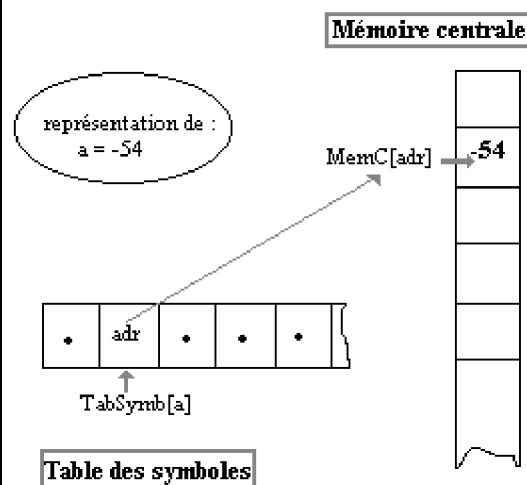 Mémoire centrale
représentation de :
a = -54
MemC[adr]
-54
adr
TabSymb[a]
Table des symboles